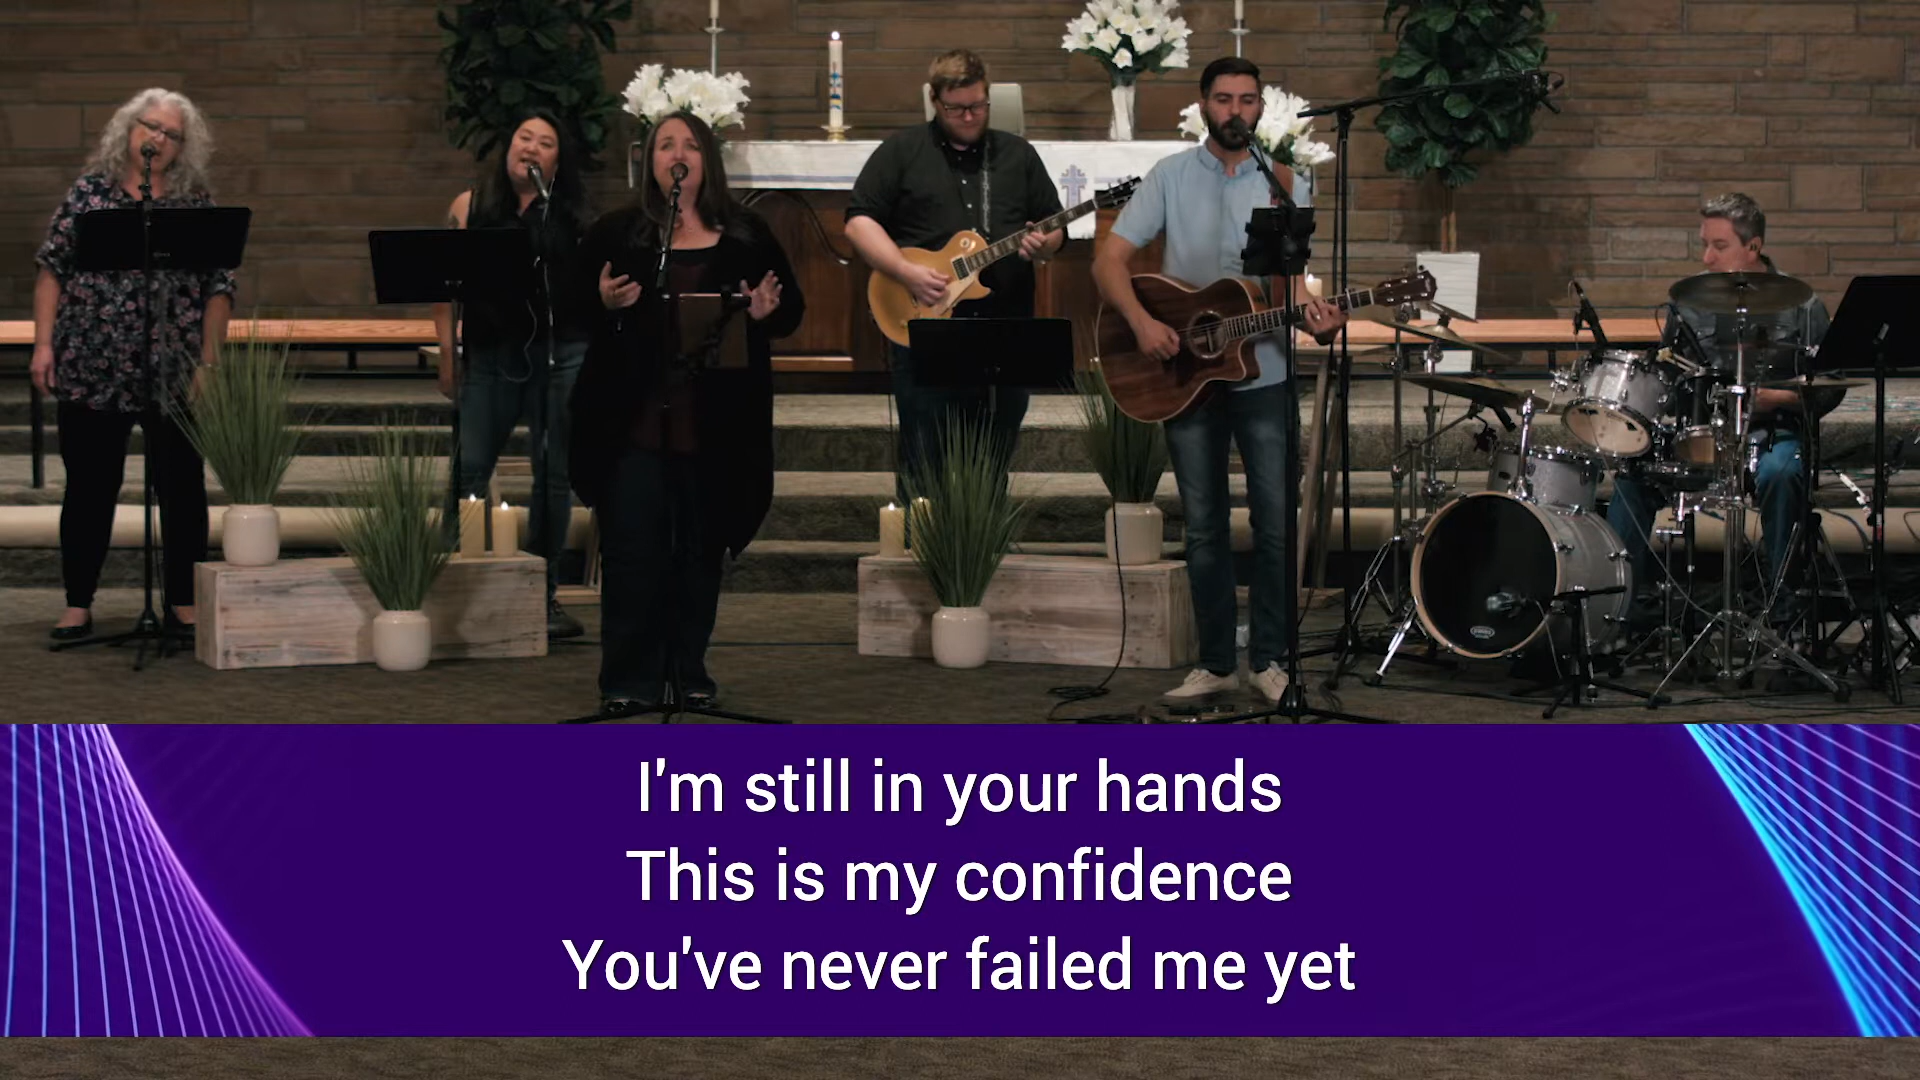 I'm still in your hands
This is my confidence
You've never failed me yet